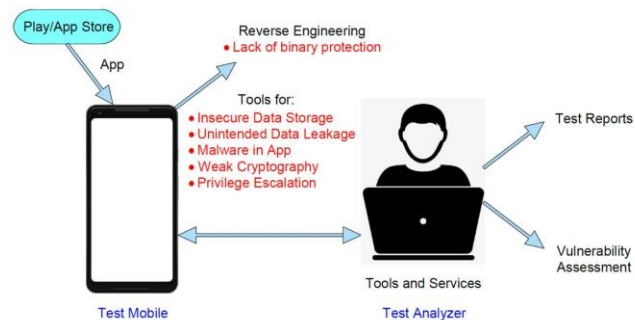 Play/App Store
App
Reverse Engineering
• Lack of binary protection
Tools for:
• Insecure Data Storage
• Unintended Data Leakage
• Malware in App
• Weak Cryptography
• Privilege Escalation
Test Reports
Vulnerability
Assessment
Tools and Services
Test Mobile
Test Analyzer